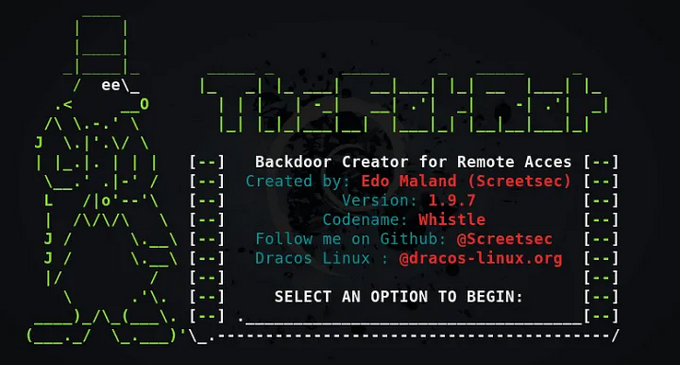 TheFatRat
Backdoor Creator for Remote Acces
Created by: Edo Maland (Screetsec)
Version: 1.9.7
Codename: Whistle
Follow me on Github: @Screetsec
Dracos Linux : @dracos-linux.org
SELECT AN OPTION TO BEGIN: